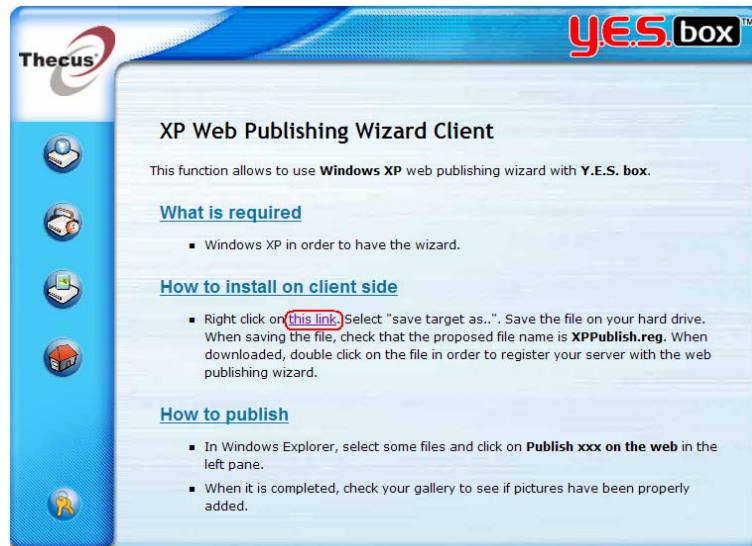 Thecus
Y.E.S.box™
XP Web Publishing Wizard Client
This function allows to use Windows XP web publishing wizard with Y.E.S. box.
What is required
▪ Windows XP in order to have the wizard.
How to install on client side
▪ Right click on this link. Select "save target as..". Save the file on your hard drive.
When saving the file, check that the proposed file name is XPPublish.reg. When
downloaded, double click on the file in order to register your server with the web
publishing wizard.
How to publish
▪ In Windows Explorer, select some files and click on Publish xxx on the web in the
left pane.
▪ When it is completed, check your gallery to see if pictures have been properly
added.